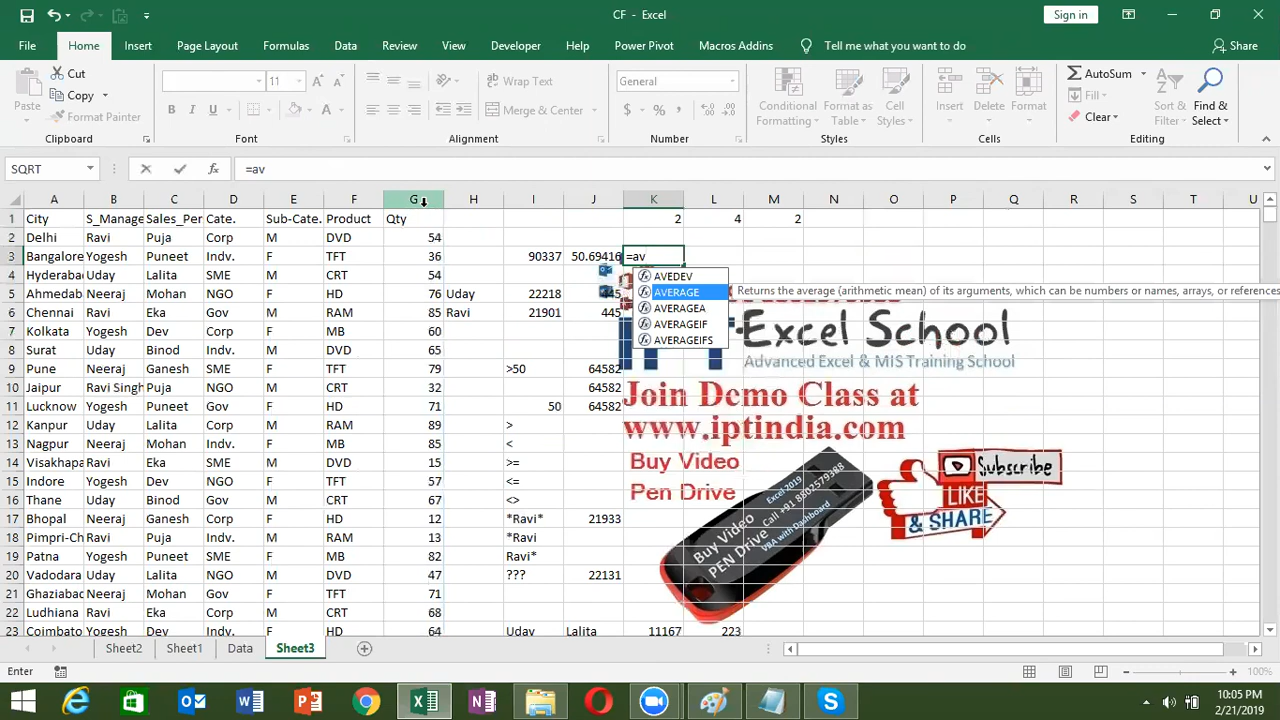 CF - Excel
Sign in
File Home Insert Page Layout Formulas Data Review View Developer Help Power Pivot Macros Addins Tell me what you want to do Share
Cut
Copy
Format Painter
Paste
Clipboard
11
B I U
Font
Wrap Text
Merge & Center
Alignment
General
$ % ,
Number
Conditional Formatting
Format as Table
Cell Styles
Styles
Insert Delete Format
Cells
AutoSum
Fill
Clear
Sort & Filter
Find & Select
Editing
SQRT =av
A B C D E F G H I J K L M N O P Q R S T U
1 City S_Manage Sales_Per Cate. Sub-Cate. Product Qty 2 4 2
2 Delhi Ravi Puja Corp M DVD 54
3 Bangalore Yogesh Puneet Indv. F TFT 36 90337 50.69416 =av
4 Hyderabad Uday Lalita SME M CRT 54
5 Ahmedab Neeraj Mohan Gov F HD 76 Uday 22218 445
6 Chennai Ravi Eka Gov M RAM 85 Ravi 21901 445
7 Kolkata Yogesh Dev Corp F MB 60
8 Surat Uday Binod Indv. M DVD 65
9 Pune Neeraj Ganesh SME F TFT 79 >50 64582
10 Jaipur Ravi Singh Puja NGO M CRT 32 64582
11 Lucknow Yogesh Puneet Gov F HD 71 50 64582
12 Kanpur Uday Lalita Corp M RAM 89 >
13 Nagpur Neeraj Mohan Indv. F MB 85 <
14 Visakhapa Ravi Eka SME M DVD 15 >=
15 Indore Yogesh Dev NGO F TFT 57 <=
16 Thane Uday Binod Gov M CRT 67 <>
17 Bhopal Neeraj Ganesh Corp F HD 12 *Ravi* 21933
18 Pimpri-Ch Ravi Puja Indv. M RAM 13 *Ravi
19 Patna Yogesh Puneet SME F MB 82 Ravi*
20 Vadodara Uday Lalita NGO M DVD 47 ??? 22131
21 Ghaziabad Neeraj Mohan Gov F TFT 71
22 Ludhiana Ravi Eka Corp M CRT 68
23 Coimbato Yogesh Dev Indv. F HD 64 Uday Lalita 11167 223
AVEDEV
AVERAGE Returns the average (arithmetic mean) of its arguments, which can be numbers or names, arrays, or references
AVERAGEA
AVERAGEIF
AVERAGEIFS
Excel School
Advanced Excel & MIS Training School
Join Demo Class at
www.iptindia.com
Buy Video
Pen Drive
Excel 2019
Call +91 8802579388
VBA with Dashboard
Buy Video
PEN Drive
Subscribe
LIKE
& SHARE
Sheet2 Sheet1 Data Sheet3
Enter
100%
10:05 PM
2/21/2019